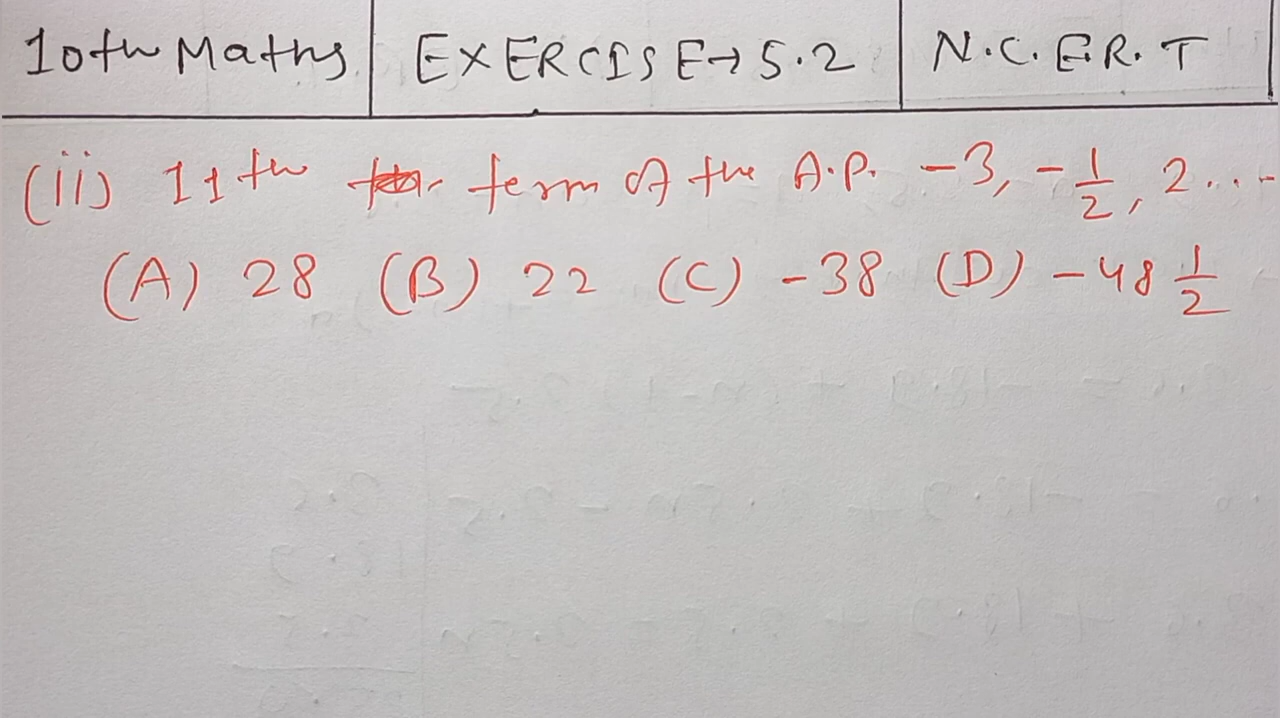 10th Maths EXERCISE→5.2 N.C.E.R.T
(ii) 11th term of the A.P. -3, -1/2, 2...-
(A) 28 (B) 22 (C) -38 (D) -48 1/2